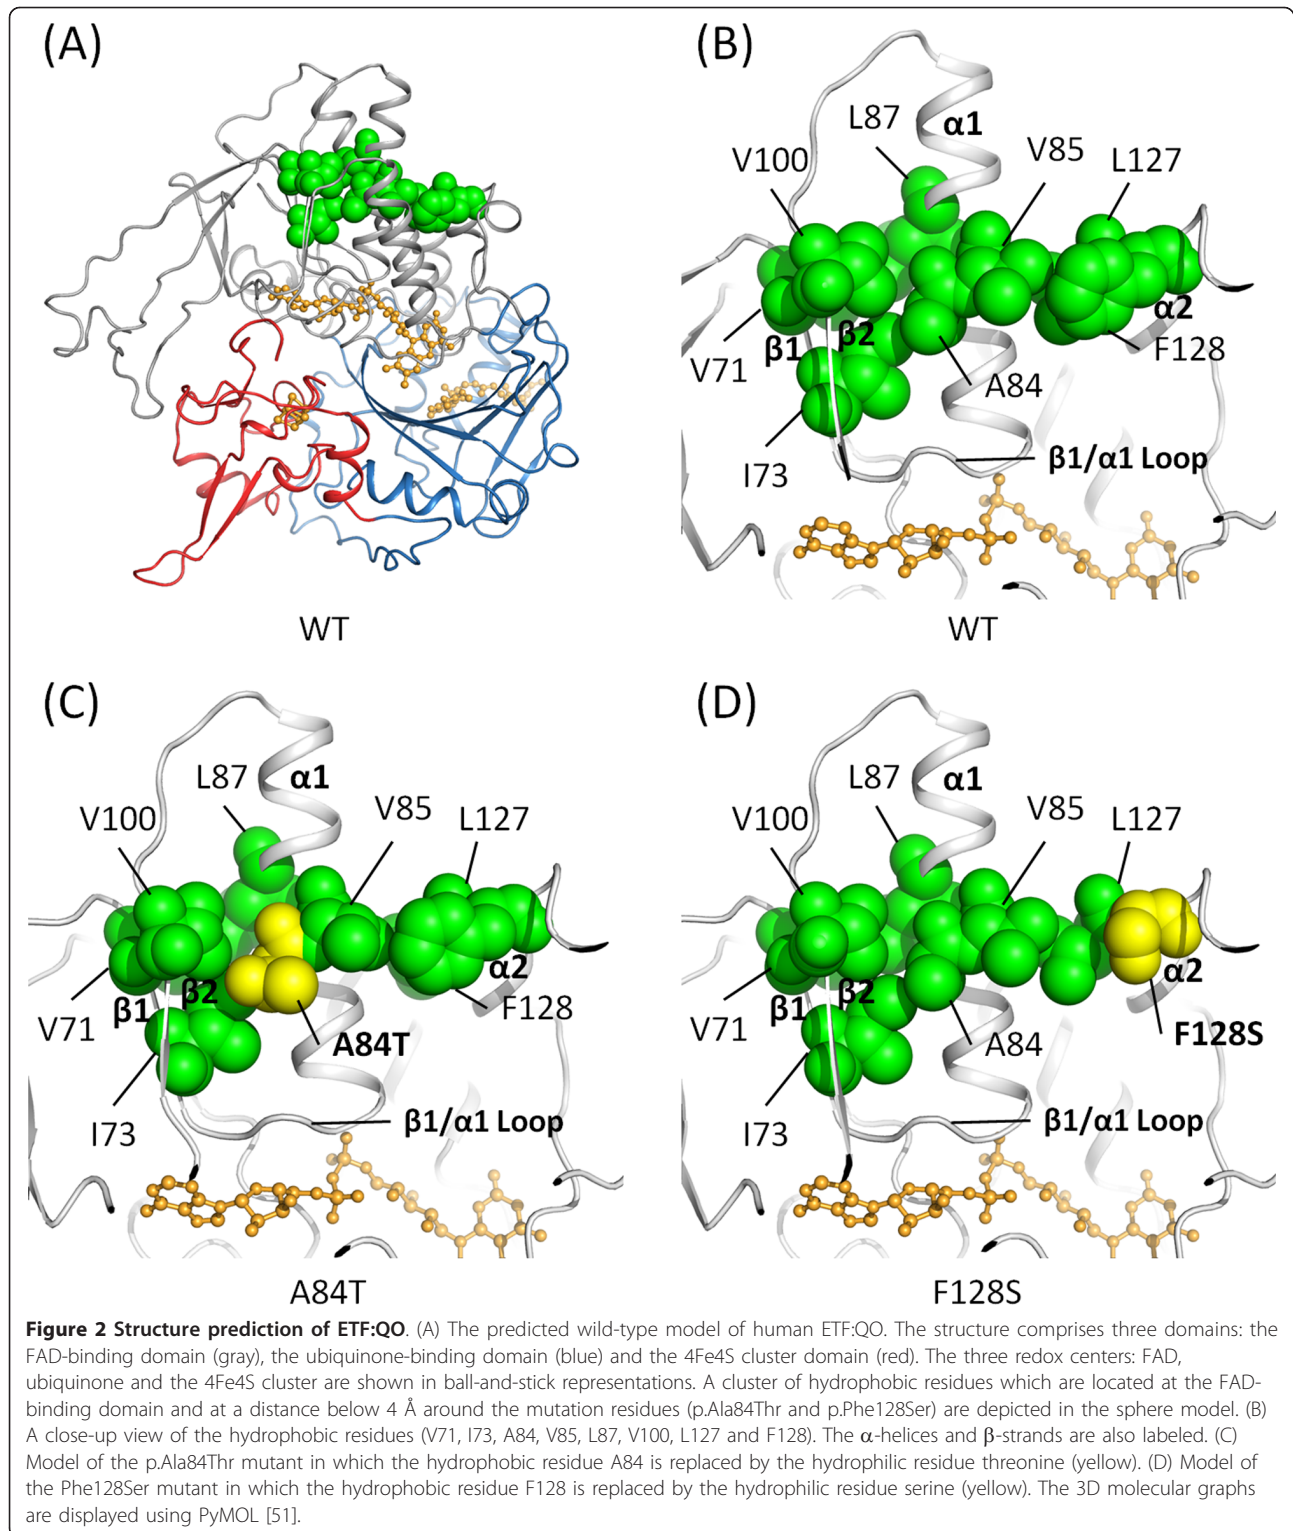 (A)
(B)
L87
α1
V100
V85
L127
V71
β1
β2
α2
F128
A84
I73
β1/α1 Loop
WT
WT
(C)
(D)
L87
α1
V100
V85
L127
V71
β1
β2
α2
F128
A84T
I73
β1/α1 Loop
L87
α1
V100
V85
L127
V71
β1
β2
α2
F128S
A84
I73
β1/α1 Loop
A84T
F128S
Figure 2 Structure prediction of ETF:QO. (A) The predicted wild-type model of human ETF:QO. The structure comprises three domains: the
FAD-binding domain (gray), the ubiquinone-binding domain (blue) and the 4Fe4S cluster domain (red). The three redox centers: FAD,
ubiquinone and the 4Fe4S cluster are shown in ball-and-stick representations. A cluster of hydrophobic residues which are located at the FAD-
binding domain and at a distance below 4 Å around the mutation residues (p.Ala84Thr and p.Phe128Ser) are depicted in the sphere model. (B)
A close-up view of the hydrophobic residues (V71, I73, A84, V85, L87, V100, L127 and F128). The α-helices and β-strands are also labeled. (C)
Model of the p.Ala84Thr mutant in which the hydrophobic residue A84 is replaced by the hydrophilic residue threonine (yellow). (D) Model of
the Phe128Ser mutant in which the hydrophobic residue F128 is replaced by the hydrophilic residue serine (yellow). The 3D molecular graphs
are displayed using PyMOL [51].